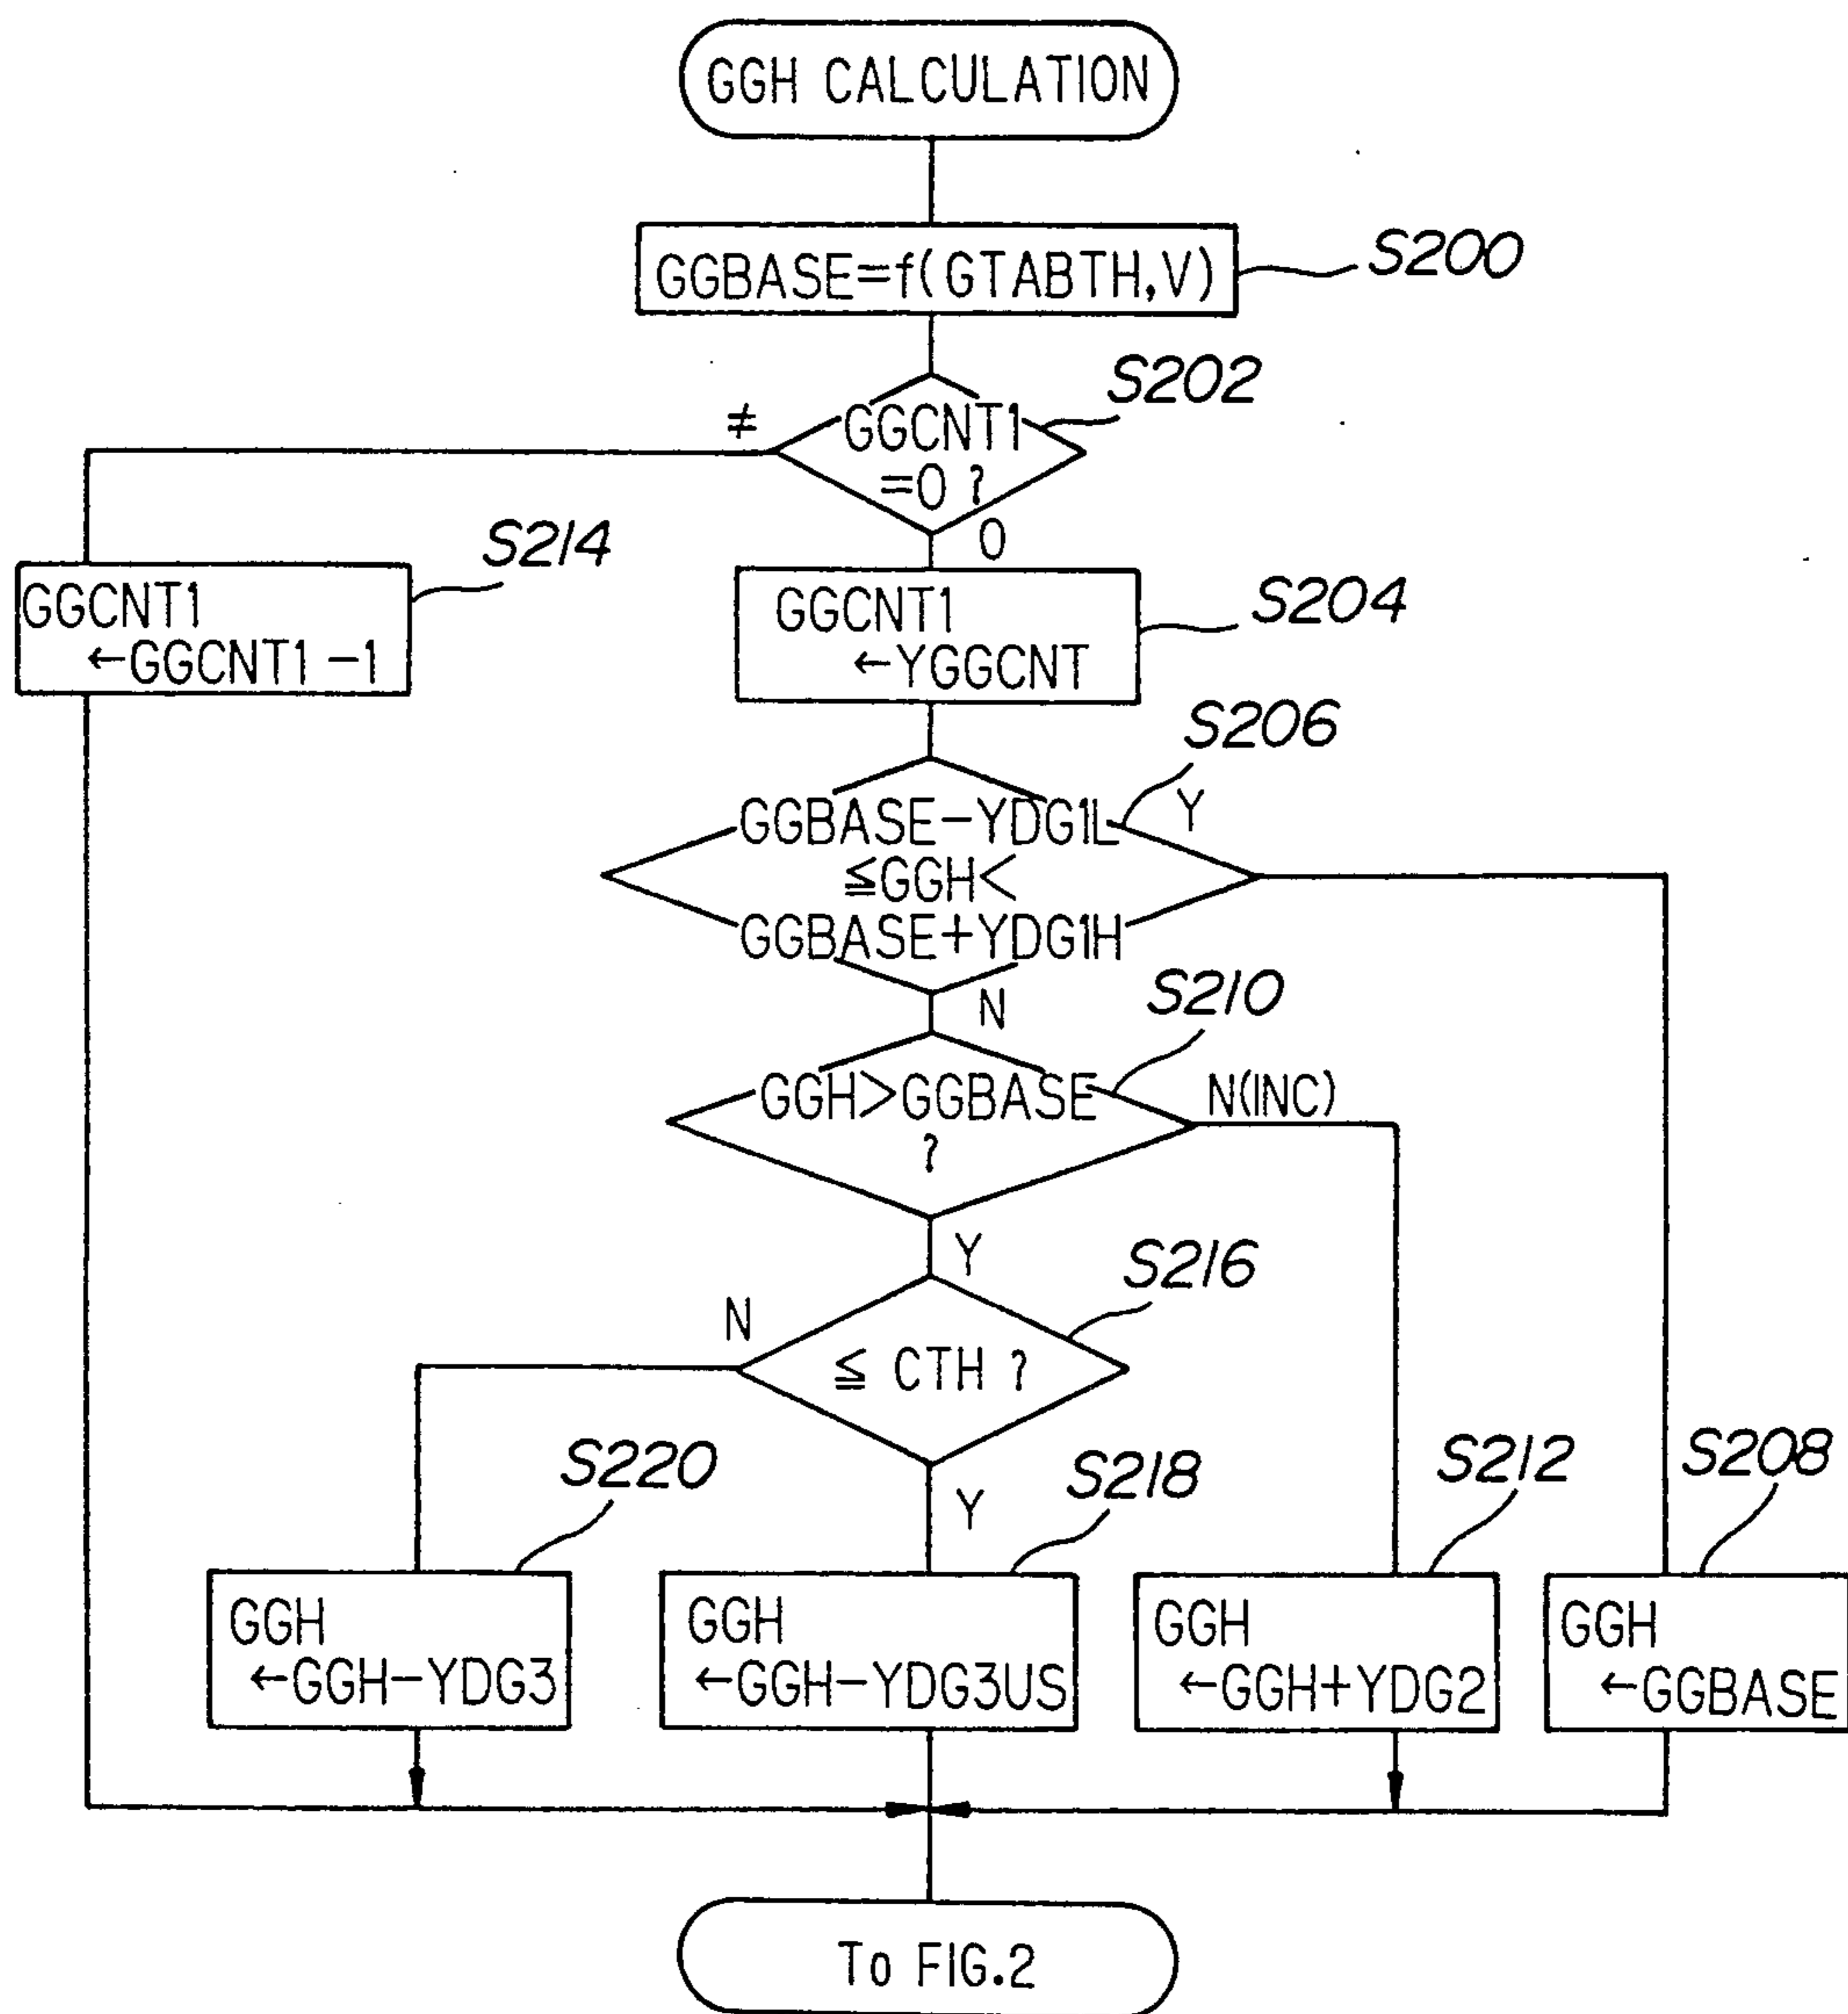 GGH CALCULATION
GGBASE=f(GTABTH,V)
S200
S202
≠
GGCNT1
=0 ?
0
S214
GGCNT1
←GGCNT1-1
S204
GGCNT1
←YGGCNT
S206
Y
GGBASE-YDG1L
≦GGH<
GGBASE+YDG1H
N
S210
GGH>GGBASE
?
N(INC)
Y
S216
N
≦ CTH ?
Y
S220
S218
S212
S208
GGH
←GGH-YDG3
GGH
←GGH-YDG3US
GGH
←GGH+YDG2
GGH
←GGBASE
To FIG.2